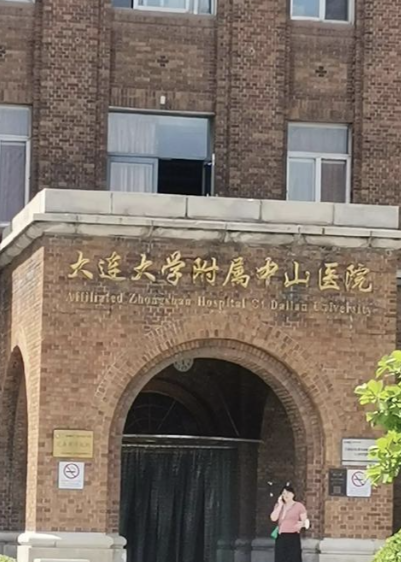 大连大学附属中山医院
Affiliated Zhongshan Hospital Of Dalian University